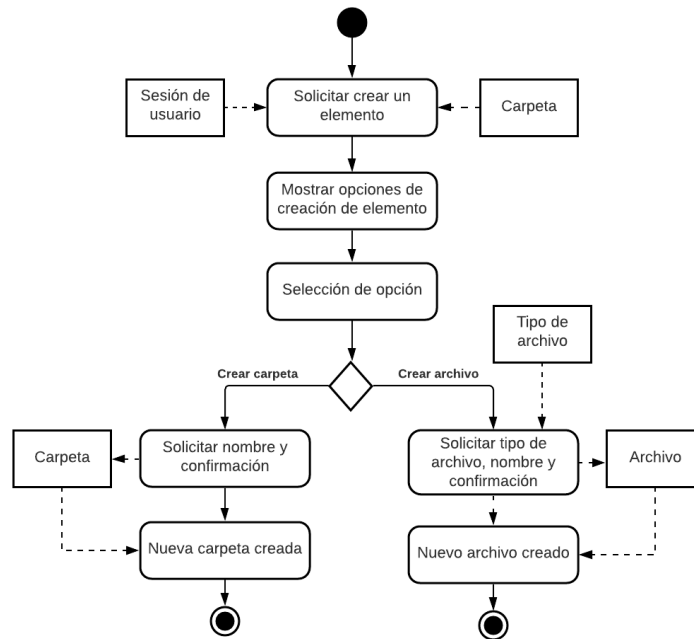 Sesión de
usuario
Solicitar crear un
elemento
Carpeta
Mostrar opciones de
creación de elemento
Selección de opción
Tipo de
archivo
Crear carpeta
Crear archivo
Carpeta
Solicitar nombre y
confirmación
Solicitar tipo de
archivo, nombre y
confirmación
Archivo
Nueva carpeta creada
Nuevo archivo creado